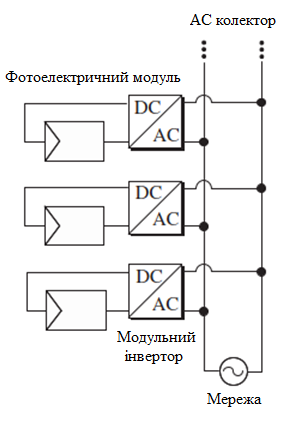 АС колектор
Фотоелектричний модуль
DC
AC
DC
AC
DC
AC
Модульний
інвертор
Мережа